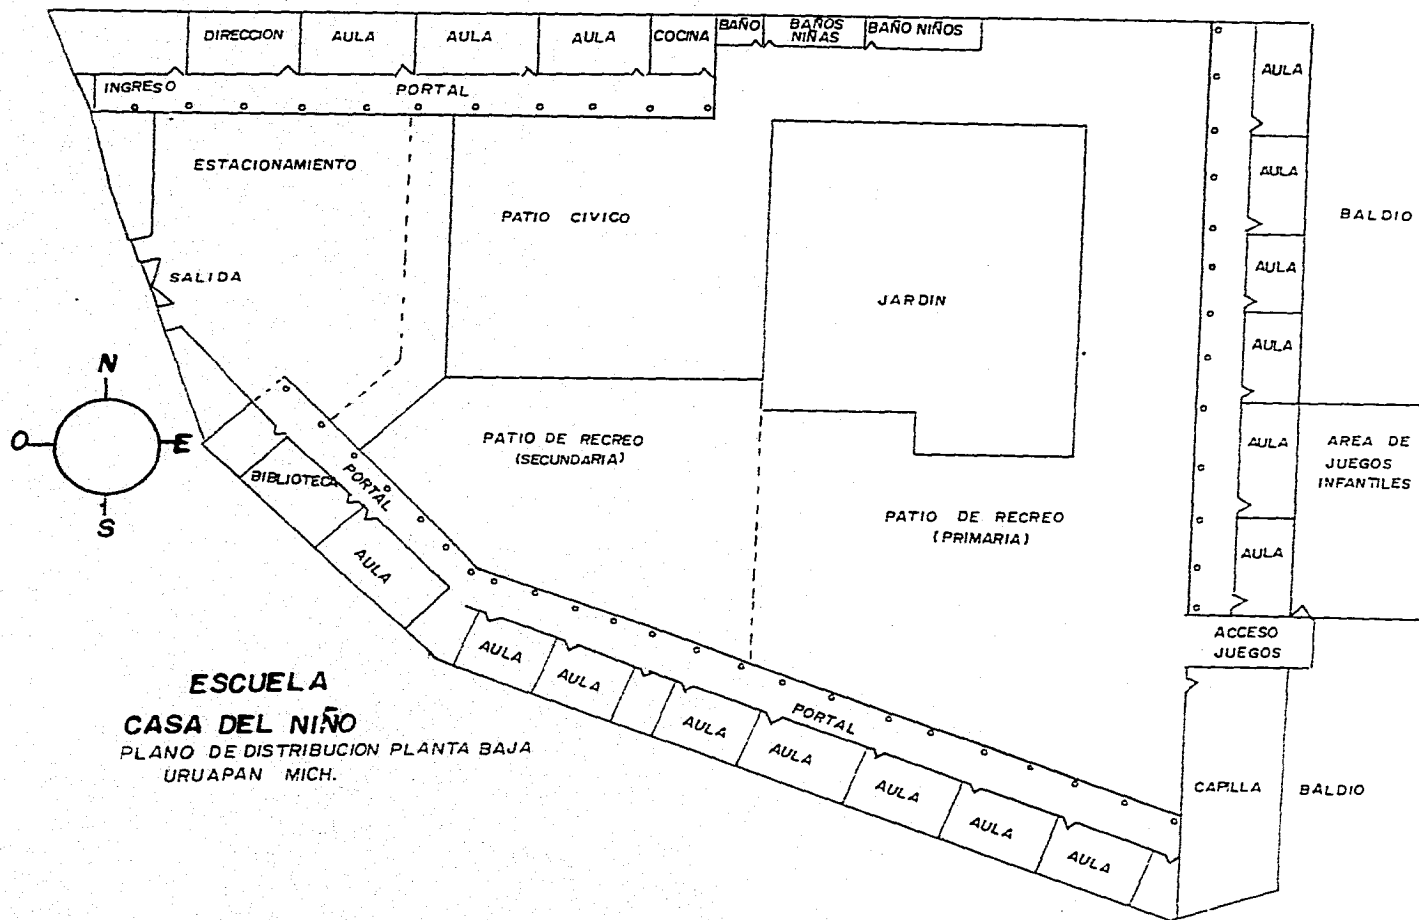 DIRECCION AULA AULA AULA COCINA BAÑO BAÑOS NIÑAS BAÑO NIÑOS
INGRESO PORTAL
ESTACIONAMIENTO
PATIO CIVICO
SALIDA
JARDIN
AULA
AULA
AULA
AULA
AULA
AULA
BALDIO
AREA DE
JUEGOS
INFANTILES
N
O E
S
PATIO DE RECREO
(SECUNDARIA)
PATIO DE RECREO
(PRIMARIA)
BIBLIOTECA
PORTAL
AULA
ACCESO
JUEGOS
AULA
AULA
AULA
AULA
AULA
AULA
AULA
PORTAL
CAPILLA
BALDIO
ESCUELA
CASA DEL NIÑO
PLANO DE DISTRIBUCION PLANTA BAJA
URUAPAN MICH.